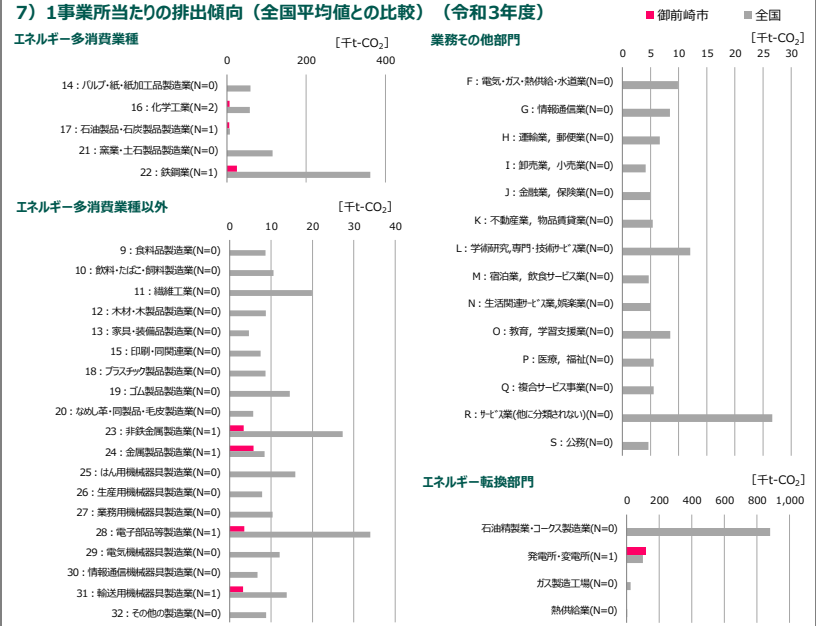 7）1事業所当たりの排出傾向（全国平均値との比較）（令和3年度）
御前崎市 全国
エネルギー多消費業種
［千t-CO2］
0 200 400
14：パルプ・紙・紙加工品製造業(N=0)
16：化学工業(N=2)
17：石油製品・石炭製品製造業(N=1)
21：窯業・土石製品製造業(N=0)
22：鉄鋼業(N=1)
エネルギー多消費業種以外
［千t-CO2］
0 10 20 30 40
9：食料品製造業(N=0)
10：飲料・たばこ・飼料製造業(N=0)
11：繊維工業(N=0)
12：木材・木製品製造業(N=0)
13：家具・装備品製造業(N=0)
15：印刷・同関連業(N=0)
18：プラスチック製品製造業(N=0)
19：ゴム製品製造業(N=0)
20：なめし革・同製品・毛皮製造業(N=0)
23：非鉄金属製造業(N=1)
24：金属製品製造業(N=1)
25：はん用機械器具製造業(N=0)
26：生産用機械器具製造業(N=0)
27：業務用機械器具製造業(N=0)
28：電子部品等製造業(N=1)
29：電気機械器具製造業(N=0)
30：情報通信機械器具製造業(N=0)
31：輸送用機械器具製造業(N=1)
32：その他の製造業(N=0)
業務その他部門
［千t-CO2］
0 5 10 15 20 25 30
F：電気・ガス・熱供給・水道業(N=0)
G：情報通信業(N=0)
H：運輸業，郵便業(N=0)
I：卸売業，小売業(N=0)
J：金融業，保険業(N=0)
K：不動産業，物品賃貸業(N=0)
L：学術研究,専門・技術サービス業(N=0)
M：宿泊業，飲食サービス業(N=0)
N：生活関連サービス業,娯楽業(N=0)
O：教育，学習支援業(N=0)
P：医療，福祉(N=0)
Q：複合サービス事業(N=0)
R：サービス業(他に分類されない)(N=0)
S：公務(N=0)
エネルギー転換部門
［千t-CO2］
0 200 400 600 800 1,000
石油精製業・コークス製造業(N=0)
発電所・変電所(N=1)
ガス製造工場(N=0)
熱供給業(N=0)